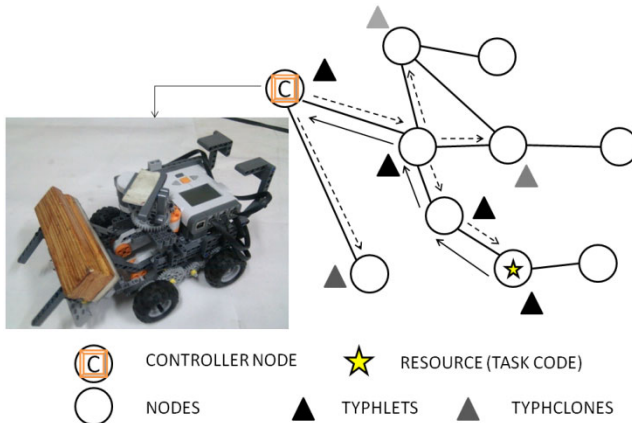 C
C CONTROLLER NODE RESOURCE (TASK CODE)
NODES TYPHLETS TYPHCLONES